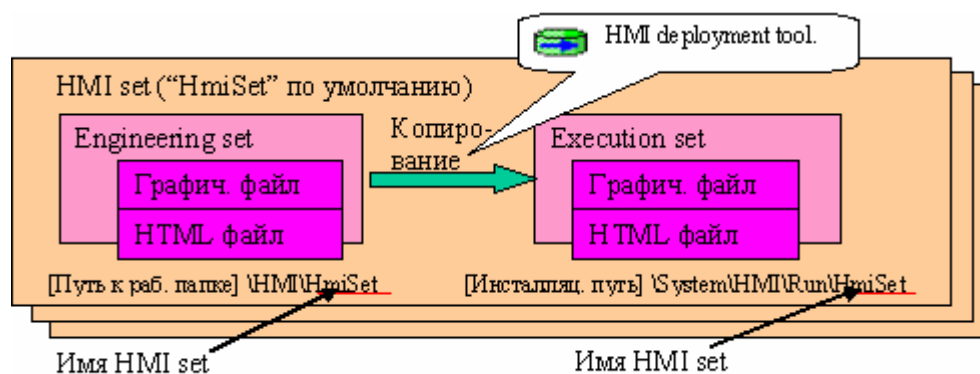 HMI deployment tool.
HMI set (“HmiSet” по умолчанию)
Engineering set
Графич. файл
HTML файл
Копиро-
вание
Execution set
Графич. файл
HTML файл
[Путь к раб. папке] \HMI\HmiSet
[Инсталляц. путь] \System\HMI\Run\HmiSet
Имя HMI set
Имя HMI set